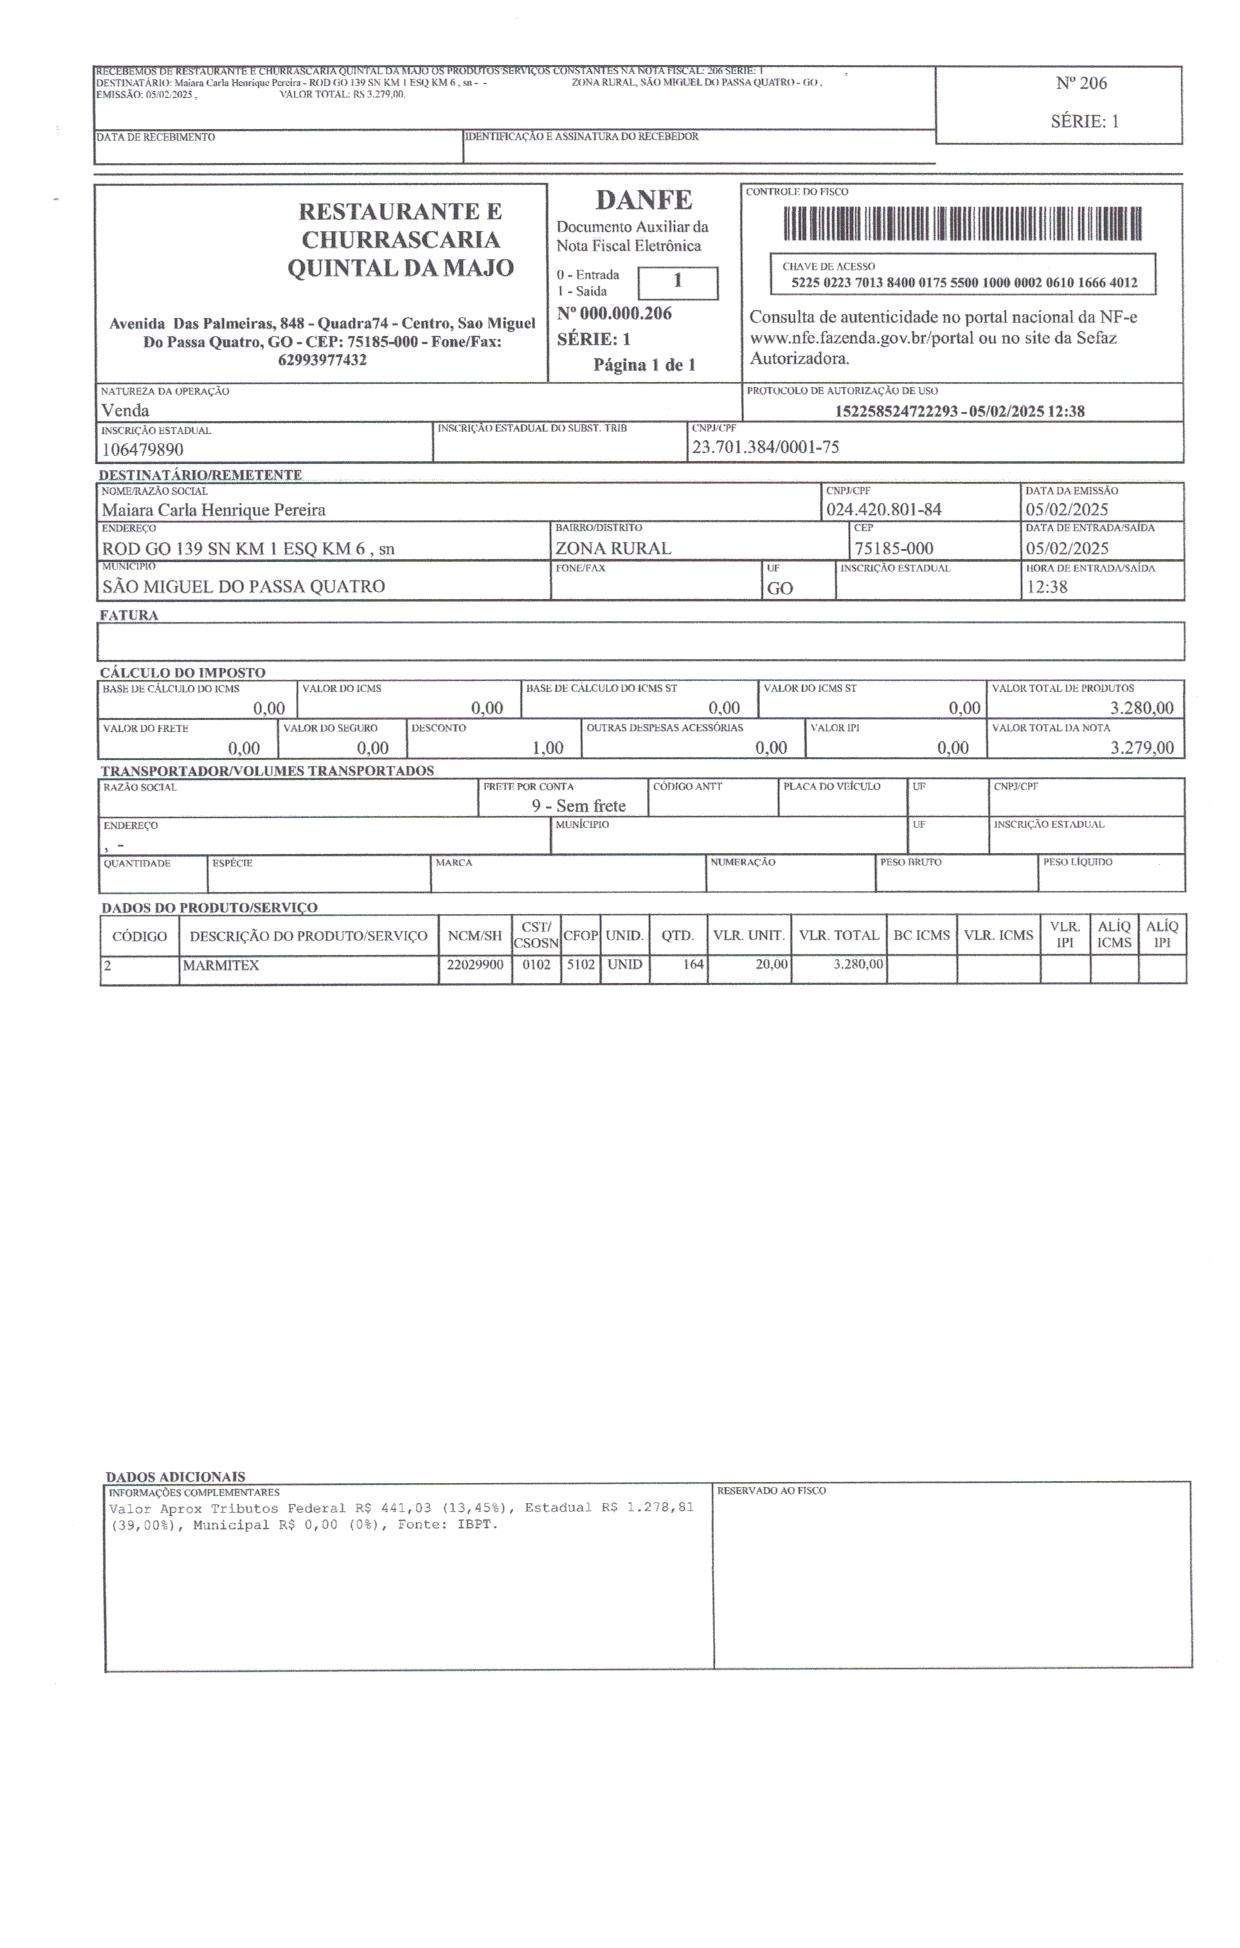 RECEBEMOS DE RESTAURANTE E CHURRASCARIA QUINTAL DA MAJO OS PRODUTOS/SERVIÇOS CONSTANTES NA NOTA FISCAL: 206 SERIE: 1
DESTINATÁRIO: Maiara Carla Henrique Pereira - ROD GO 139 SN KM 1 ESQ KM 6 , sn - - ZONA RURAL, SÃO MIGUEL DO PASSA QUATRO - GO ,
EMISSÃO: 05/02/2025 , VALOR TOTAL: R$ 3.279,00.
Nº 206
SÉRIE: 1
DATA DE RECEBIMENTO
IDENTIFICAÇÃO E ASSINATURA DO RECEBEDOR
RESTAURANTE E
CHURRASCARIA
QUINTAL DA MAJO
Avenida Das Palmeiras, 848 - Quadra74 - Centro, Sao Miguel
Do Passa Quatro, GO - CEP: 75185-000 - Fone/Fax:
62993977432
DANFE
Documento Auxiliar da
Nota Fiscal Eletrônica
0 - Entrada
1 - Saída
1
Nº 000.000.206
SÉRIE: 1
Página 1 de 1
CONTROLE DO FISCO
CHAVE DE ACESSO
5225 0223 7013 8400 0175 5500 1000 0002 0610 1666 4012
Consulta de autenticidade no portal nacional da NF-e
www.nfe.fazenda.gov.br/portal ou no site da Sefaz
Autorizadora.
NATUREZA DA OPERAÇÃO
Venda
PROTOCOLO DE AUTORIZAÇÃO DE USO
152258524722293 - 05/02/2025 12:38
INSCRIÇÃO ESTADUAL
106479890
INSCRIÇÃO ESTADUAL DO SUBST. TRIB
CNPJ/CPF
23.701.384/0001-75
DESTINATÁRIO/REMETENTE
NOME/RAZÃO SOCIAL
Maiara Carla Henrique Pereira
CNPJ/CPF
024.420.801-84
DATA DA EMISSÃO
05/02/2025
ENDEREÇO
ROD GO 139 SN KM 1 ESQ KM 6 , sn
BAIRRO/DISTRITO
ZONA RURAL
CEP
75185-000
DATA DE ENTRADA/SAÍDA
05/02/2025
MUNICIPIO
SÃO MIGUEL DO PASSA QUATRO
FONE/FAX
UF
GO
INSCRIÇÃO ESTADUAL
HORA DE ENTRADA/SAÍDA
12:38
FATURA
CÁLCULO DO IMPOSTO
BASE DE CÁLCULO DO ICMS
0,00
VALOR DO ICMS
0,00
BASE DE CÁLCULO DO ICMS ST
0,00
VALOR DO ICMS ST
0,00
VALOR TOTAL DE PRODUTOS
3.280,00
VALOR DO FRETE
0,00
VALOR DO SEGURO
0,00
DESCONTO
1,00
OUTRAS DESPESAS ACESSÓRIAS
0,00
VALOR IPI
0,00
VALOR TOTAL DA NOTA
3.279,00
TRANSPORTADOR/VOLUMES TRANSPORTADOS
RAZÃO SOCIAL
FRETE POR CONTA
9 - Sem frete
CÓDIGO ANTT
PLACA DO VEÍCULO
UF
CNPJ/CPF
ENDEREÇO
, -
MUNÍCIPIO
UF
INSCRIÇÃO ESTADUAL
QUANTIDADE
ESPÉCIE
MARCA
NUMERAÇÃO
PESO BRUTO
PESO LÍQUIDO
DADOS DO PRODUTO/SERVIÇO
CÓDIGO DESCRIÇÃO DO PRODUTO/SERVIÇO NCM/SH CST/CSOSN CFOP UNID. QTD. VLR. UNIT. VLR. TOTAL BC ICMS VLR. ICMS VLR. IPI ALÍQ ICMS ALÍQ IPI
2 MARMITEX 22029900 0102 5102 UNID 164 20,00 3.280,00
DADOS ADICIONAIS
INFORMAÇÕES COMPLEMENTARES
Valor Aprox Tributos Federal R$ 441,03 (13,45%), Estadual R$ 1.278,81
(39,00%), Municipal R$ 0,00 (0%), Fonte: IBPT.
RESERVADO AO FISCO